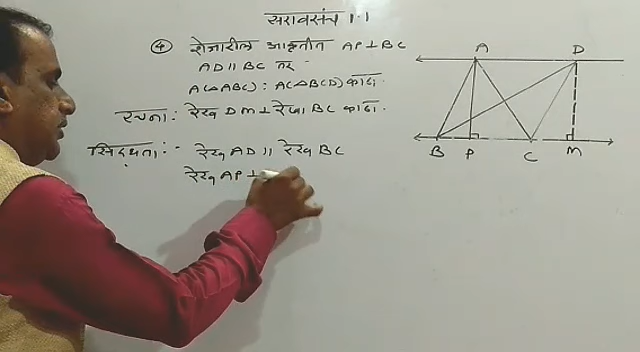 सरावसंच 1.1
④ शेजारील आकृतीत AP⊥BC
AD∥BC तर
A(△ABC) : A(△BCD) काढा.
रचना : रेख DM⊥ रेषा BC काढा.
सिद्धता :- रेख AD ∥ रेख BC
रेख AP ⊥
A D
B P C M